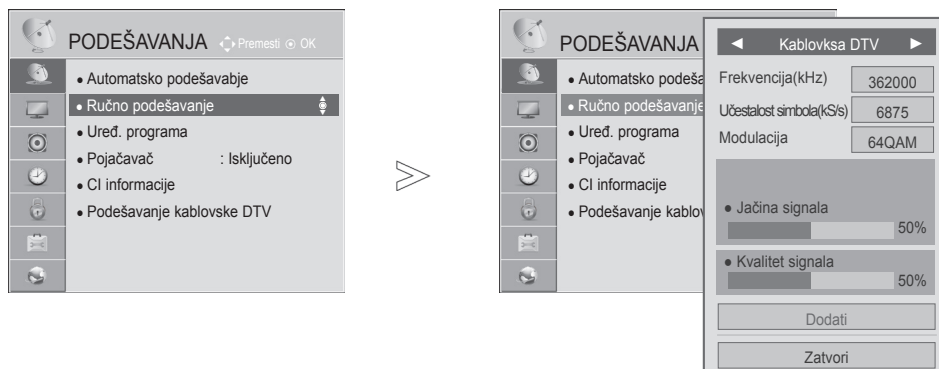 PODEŠAVANJA Premesti OK
• Automatsko podešavabje
• Ručno podešavanje
• Uređ. programa
• Pojačavač : Isključeno
• CI informacije
• Podešavanje kablovske DTV
PODEŠAVANJA
• Automatsko podeša
• Ručno podešavanje
• Uređ. programa
• Pojačavač
• CI informacije
• Podešavanje kablov
◄ Kablovksa DTV ►
Frekvencija(kHz) 362000
Učestalost simbola(kS/s) 6875
Modulacija 64QAM
• Jačina signala
50%
• Kvalitet signala
50%
Dodati
Zatvori